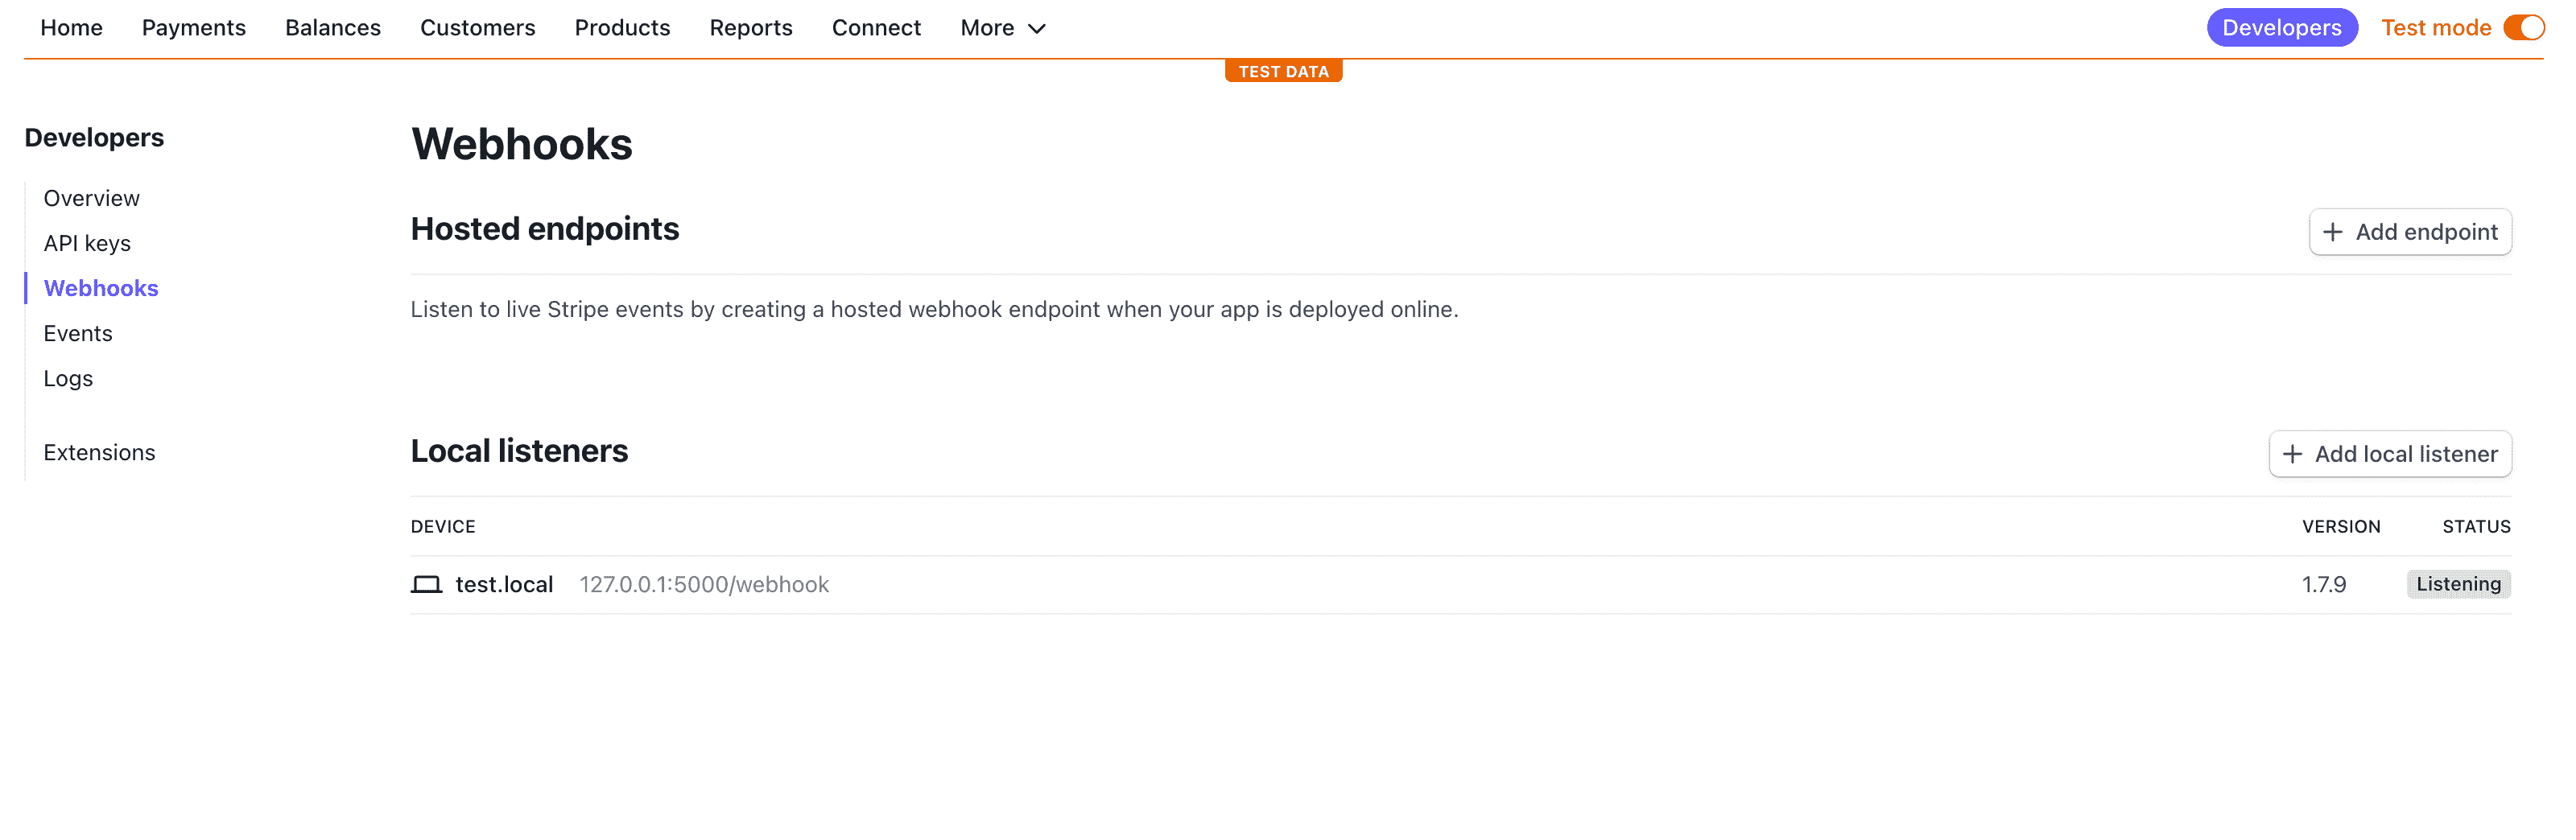 Home Payments Balances Customers Products Reports Connect More Developers Test mode
TEST DATA
Developers
Overview
API keys
Webhooks
Events
Logs
Extensions
Webhooks
Hosted endpoints
Add endpoint
Listen to live Stripe events by creating a hosted webhook endpoint when your app is deployed online.
Local listeners
Add local listener
DEVICE VERSION STATUS
test.local 127.0.0.1:5000/webhook 1.7.9 Listening